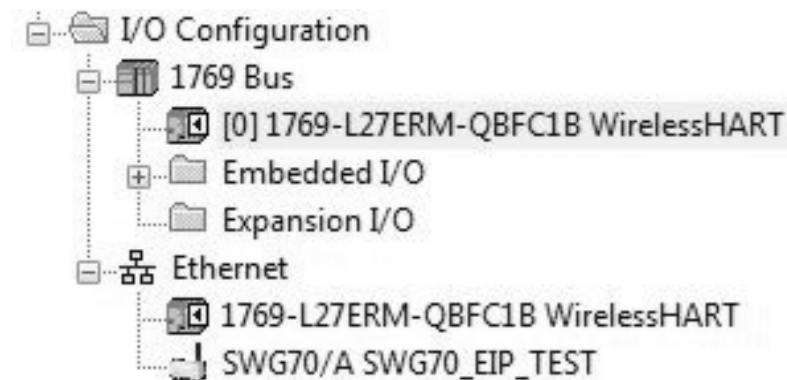 I/O Configuration
1769 Bus
[0] 1769-L27ERM-QBFC1B WirelessHART
Embedded I/O
Expansion I/O
Ethernet
1769-L27ERM-QBFC1B WirelessHART
SWG70/A SWG70_EIP_TEST